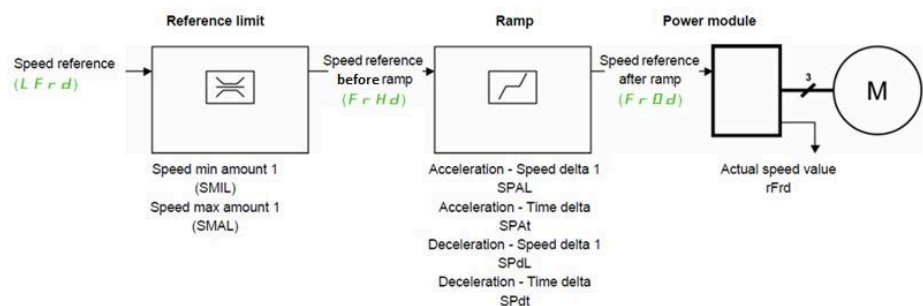 Reference limit
Ramp
Power module
Speed reference
(LFrd)
Speed reference
before ramp
(FrHd)
Speed reference
after ramp
(FrOd)
3
M
Speed min amount 1
(SMIL)
Speed max amount 1
(SMAL)
Acceleration - Speed delta 1
SPAL
Acceleration - Time delta
SPAt
Deceleration - Speed delta 1
SPdL
Deceleration - Time delta
SPdt
Actual speed value
rFrd